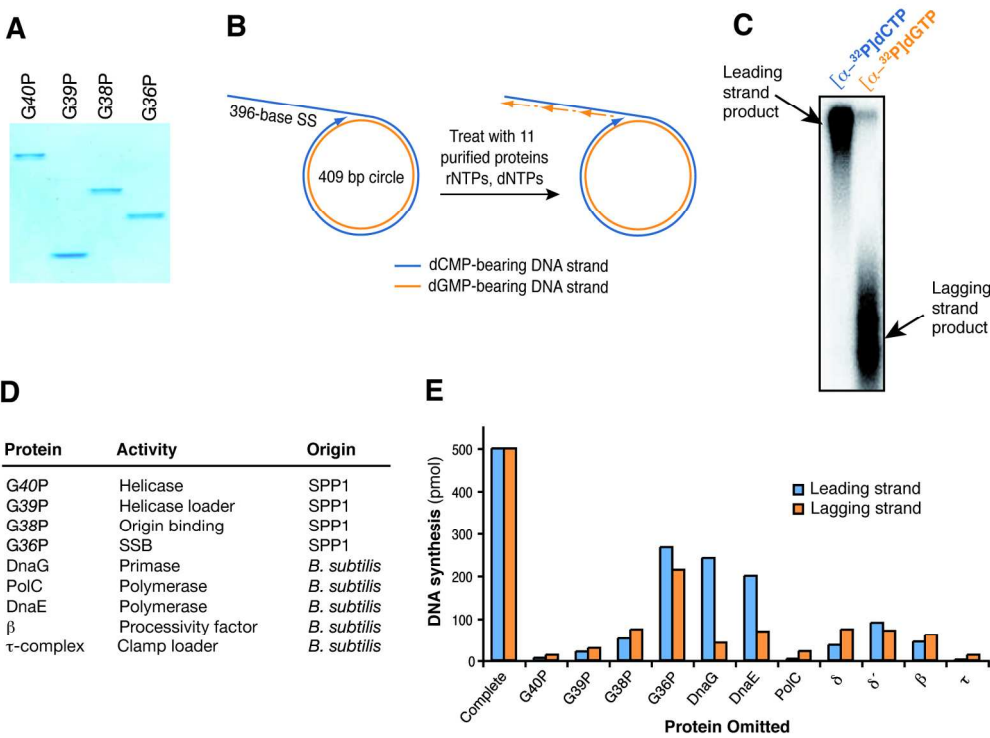 A
G40P
G39P
G38P
G36P
B
396-base SS
409 bp circle
Treat with 11
purified proteins
rNTPs, dNTPs
dCMP-bearing DNA strand
dGMP-bearing DNA strand
C
[α–³²P]dCTP
[α–³²P]dGTP
Leading
strand
product
Lagging
strand
product
D
Protein Activity Origin
G40P Helicase SPP1
G39P Helicase loader SPP1
G38P Origin binding SPP1
G36P SSB SPP1
DnaG Primase B. subtilis
PolC Polymerase B. subtilis
DnaE Polymerase B. subtilis
β Processivity factor B. subtilis
τ-complex Clamp loader B. subtilis
E
DNA synthesis (pmol)
500
400
300
200
100
0
Leading strand
Lagging strand
Complete
G40P
G39P
G38P
G36P
DnaG
DnaE
PolC
δ
δ'
β
τ
Protein Omitted